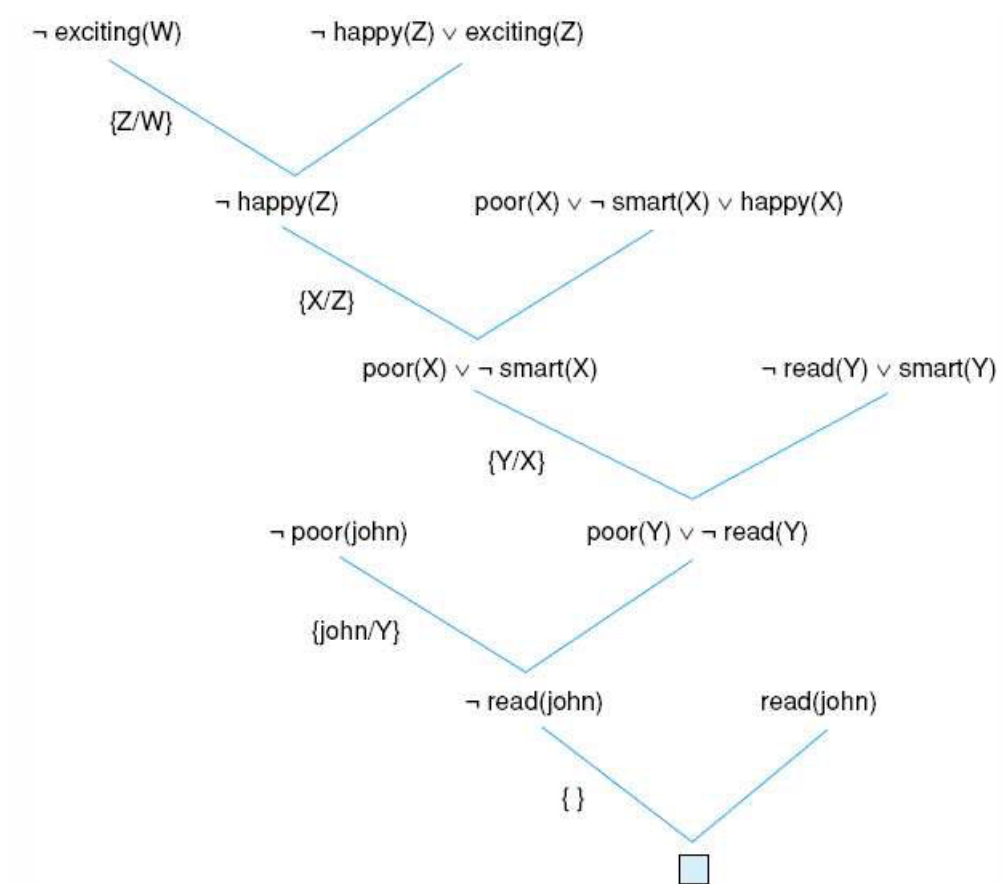 ¬ exciting(W) ¬ happy(Z) ∨ exciting(Z)
{Z/W}
¬ happy(Z) poor(X) ∨ ¬ smart(X) ∨ happy(X)
{X/Z}
poor(X) ∨ ¬ smart(X) ¬ read(Y) ∨ smart(Y)
{Y/X}
¬ poor(john) poor(Y) ∨ ¬ read(Y)
{john/Y}
¬ read(john) read(john)
{ }